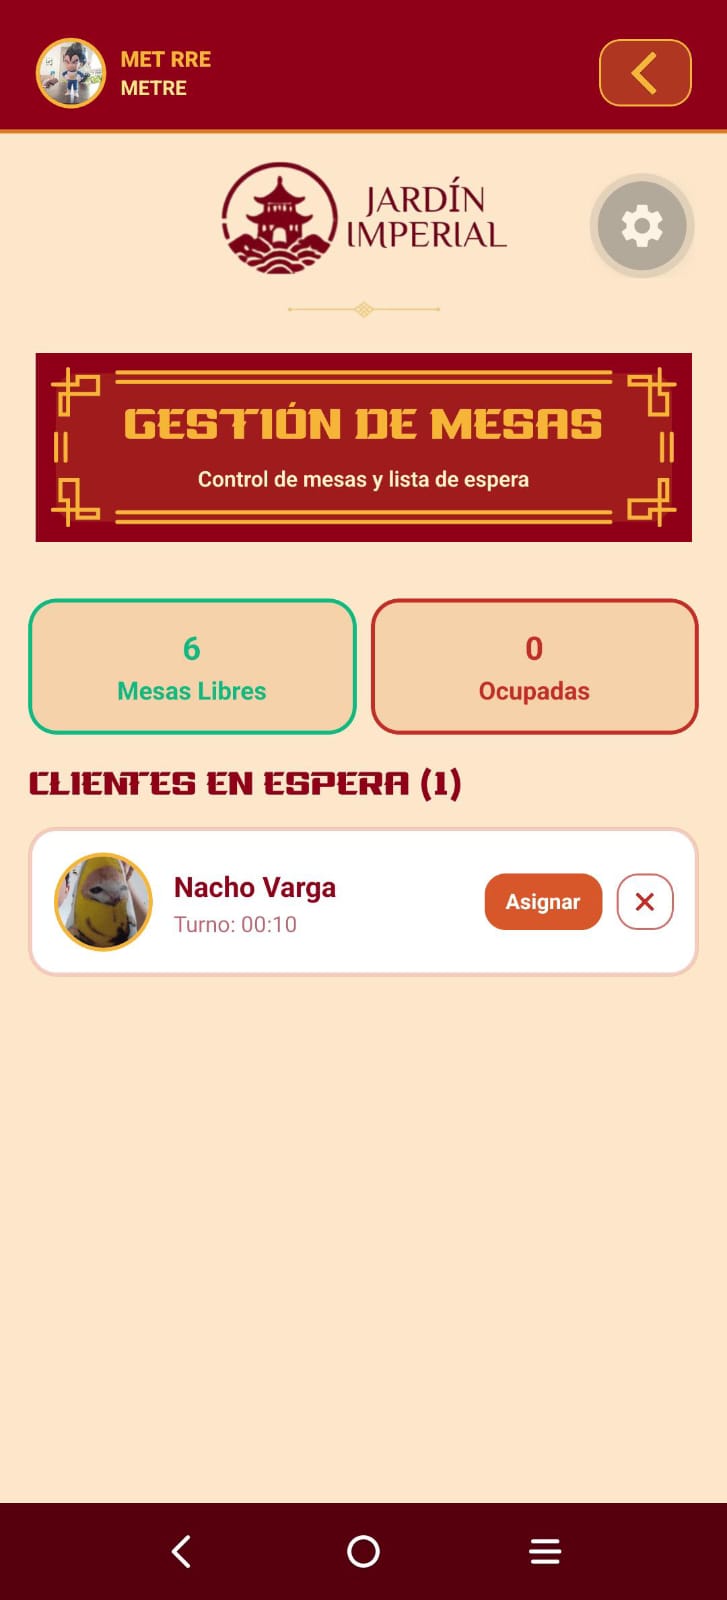 MET RRE
METRE
JARDÍN
IMPERIAL
GESTIÓN DE MESAS
Control de mesas y lista de espera
6
Mesas Libres
0
Ocupadas
CLIENTES EN ESPERA (1)
Nacho Varga
Turno: 00:10
Asignar